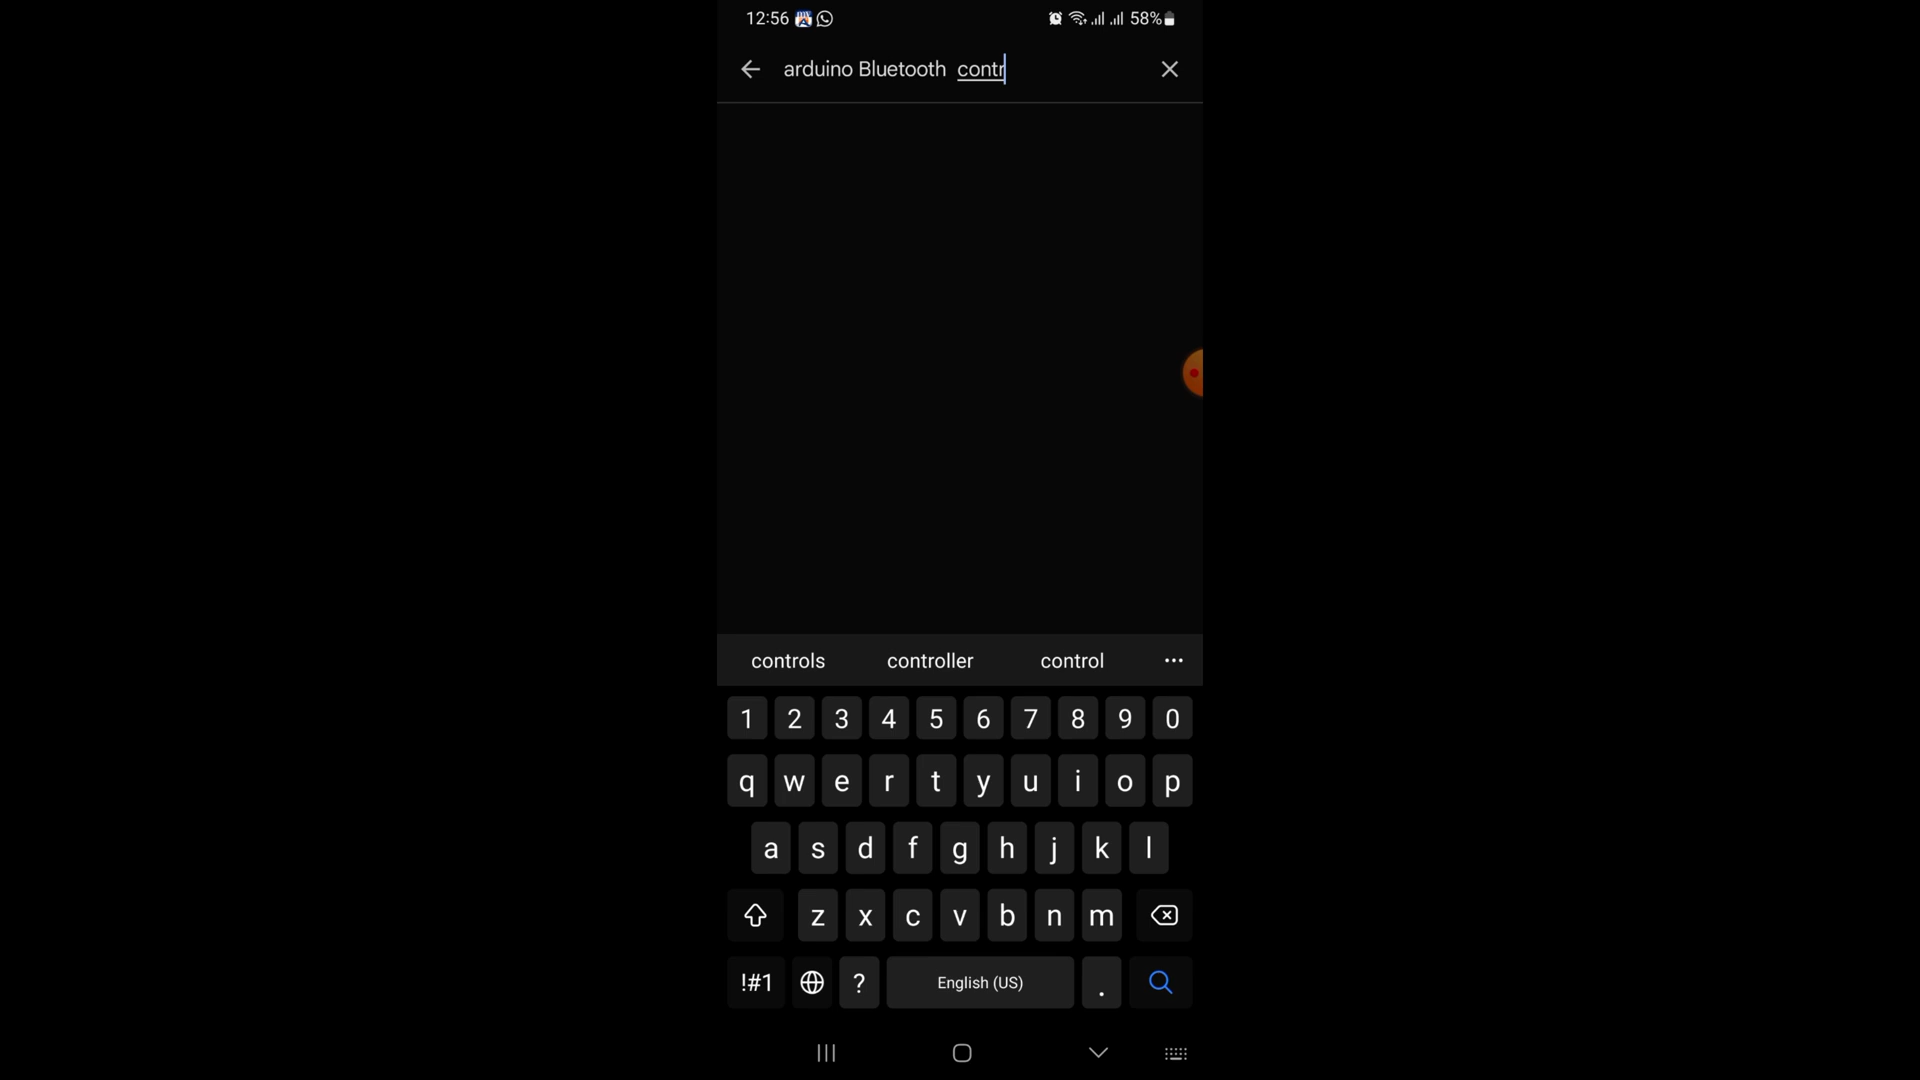 12:56 58%
arduino Bluetooth  contr
controls controller control ...
1 2 3 4 5 6 7 8 9 0
q w e r t y u i o p
a s d f g h j k l
z x c v b n m
!#1 ? English (US) .